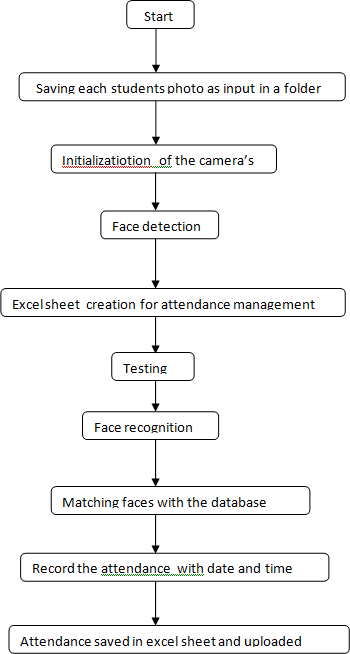 Start
Saving each students photo as input in a folder
Initializatiotion of the camera's
Face detection
Excel sheet creation for attendance management
Testing
Face recognition
Matching faces with the database
Record the attendance with date and time
Attendance saved in excel sheet and uploaded